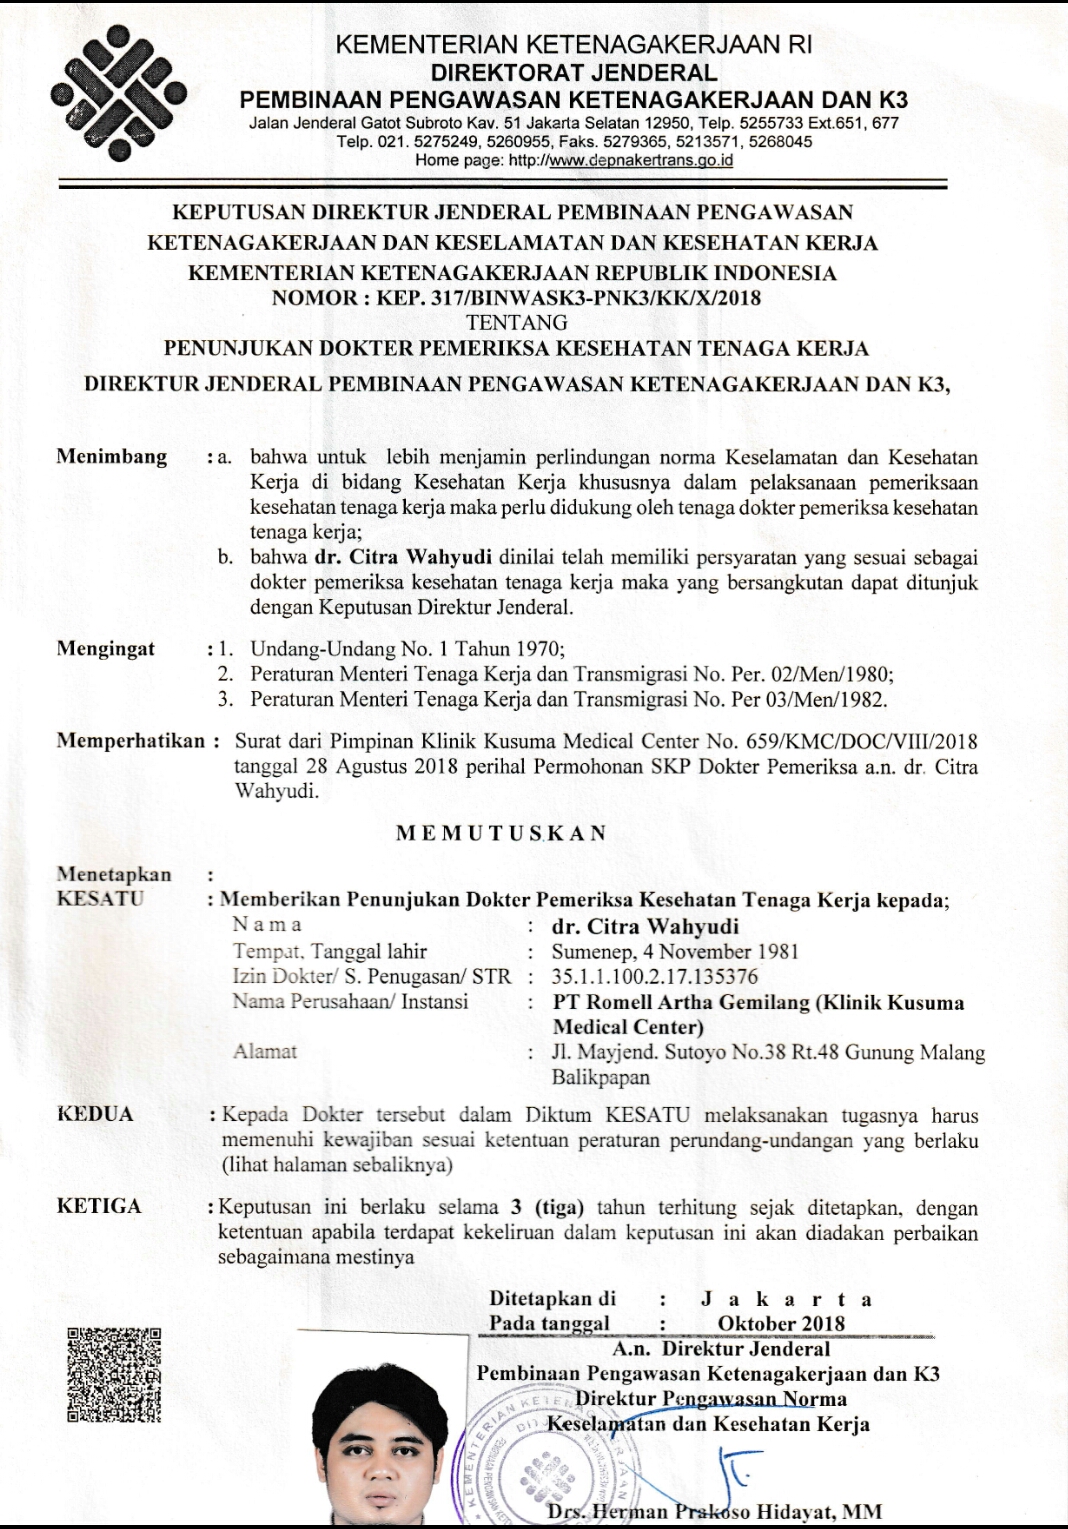 KEMENTERIAN KETENAGAKERJAAN RI
DIREKTORAT JENDERAL
PEMBINAAN PENGAWASAN KETENAGAKERJAAN DAN K3
Jalan Jenderal Gatot Subroto Kav. 51 Jakarta Selatan 12950, Telp. 5255733 Ext.651, 677
Telp. 021. 5275249, 5260955, Faks. 5279365, 5213571, 5268045
Home page: http://www.depnakertrans.go.id
KEPUTUSAN DIREKTUR JENDERAL PEMBINAAN PENGAWASAN
KETENAGAKERJAAN DAN KESELAMATAN DAN KESEHATAN KERJA
KEMENTERIAN KETENAGAKERJAAN REPUBLIK INDONESIA
NOMOR : KEP. 317/BINWASK3-PNK3/KK/X/2018
TENTANG
PENUNJUKAN DOKTER PEMERIKSA KESEHATAN TENAGA KERJA
DIREKTUR JENDERAL PEMBINAAN PENGAWASAN KETENAGAKERJAAN DAN K3,
Menimbang : a. bahwa untuk lebih menjamin perlindungan norma Keselamatan dan Kesehatan
Kerja di bidang Kesehatan Kerja khususnya dalam pelaksanaan pemeriksaan
kesehatan tenaga kerja maka perlu didukung oleh tenaga dokter pemeriksa kesehatan
tenaga kerja;
b. bahwa dr. Citra Wahyudi dinilai telah memiliki persyaratan yang sesuai sebagai
dokter pemeriksa kesehatan tenaga kerja maka yang bersangkutan dapat ditunjuk
dengan Keputusan Direktur Jenderal.
Mengingat : 1. Undang-Undang No. 1 Tahun 1970;
2. Peraturan Menteri Tenaga Kerja dan Transmigrasi No. Per. 02/Men/1980;
3. Peraturan Menteri Tenaga Kerja dan Transmigrasi No. Per 03/Men/1982.
Memperhatikan : Surat dari Pimpinan Klinik Kusuma Medical Center No. 659/KMC/DOC/VIII/2018
tanggal 28 Agustus 2018 perihal Permohonan SKP Dokter Pemeriksa a.n. dr. Citra
Wahyudi.
M E M U T U S K A N
Menetapkan :
KESATU : Memberikan Penunjukan Dokter Pemeriksa Kesehatan Tenaga Kerja kepada;
N a m a : dr. Citra Wahyudi
Tempat, Tanggal lahir : Sumenep, 4 November 1981
Izin Dokter/ S. Penugasan/ STR : 35.1.1.100.2.17.135376
Nama Perusahaan/ Instansi : PT Romell Artha Gemilang (Klinik Kusuma
Medical Center)
Alamat : Jl. Mayjend. Sutoyo No.38 Rt.48 Gunung Malang
Balikpapan
KEDUA : Kepada Dokter tersebut dalam Diktum KESATU melaksanakan tugasnya harus
memenuhi kewajiban sesuai ketentuan peraturan perundang-undangan yang berlaku
(lihat halaman sebaliknya)
KETIGA : Keputusan ini berlaku selama 3 (tiga) tahun terhitung sejak ditetapkan, dengan
ketentuan apabila terdapat kekeliruan dalam keputusan ini akan diadakan perbaikan
sebagaimana mestinya
Ditetapkan di : J a k a r t a
Pada tanggal : Oktober 2018
A.n. Direktur Jenderal
Pembinaan Pengawasan Ketenagakerjaan dan K3
Direktur Pengawasan Norma
Keselamatan dan Kesehatan Kerja
Drs. Herman Prakoso Hidayat, MM